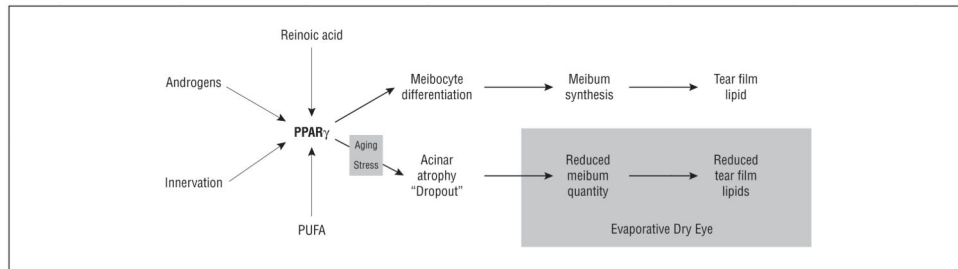 Reinoic acid
Androgens
Meibocyte
differentiation
Meibum
synthesis
Tear film
lipid
PPARγ
Aging
Stress
Innervation
Acinar
atrophy
“Dropout”
Reduced
meibum
quantity
Reduced
tear film
lipids
PUFA
Evaporative Dry Eye